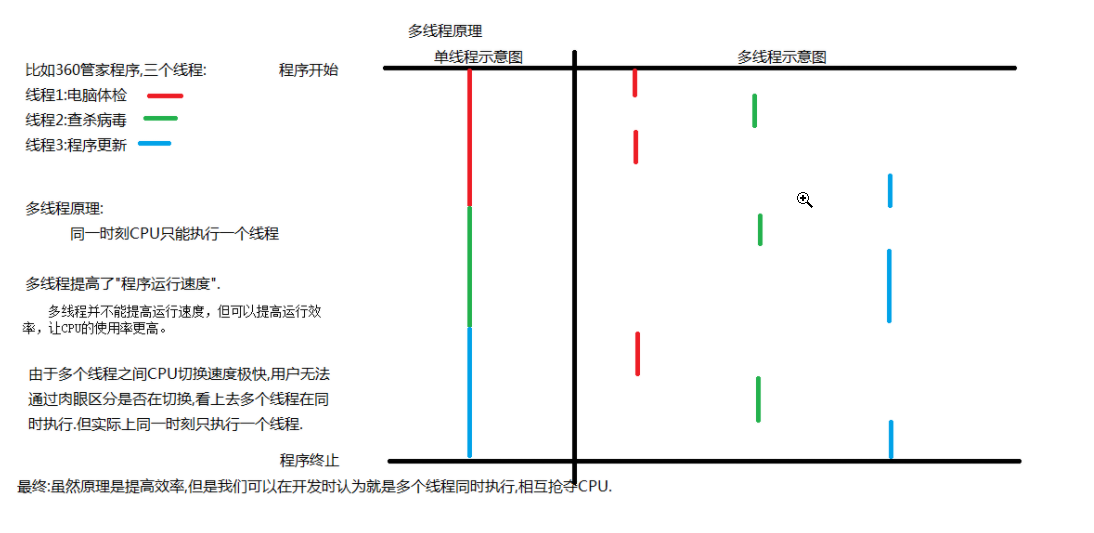 多线程原理
单线程示意图
多线程示意图
比如360管家程序,三个线程:
程序开始
线程1:电脑体检
线程2:查杀病毒
线程3:程序更新
多线程原理:
同一时刻CPU只能执行一个线程
多线程提高了"程序运行速度".
多线程并不能提高运行速度，但可以提高运行效
率，让CPU的使用率更高。
由于多个线程之间CPU切换速度极快,用户无法
通过肉眼区分是否在切换,看上去多个线程在同
时执行.但实际上同一时刻只执行一个线程.
程序终止
最终:虽然原理是提高效率,但是我们可以在开发时认为就是多个线程同时执行,相互抢夺CPU.